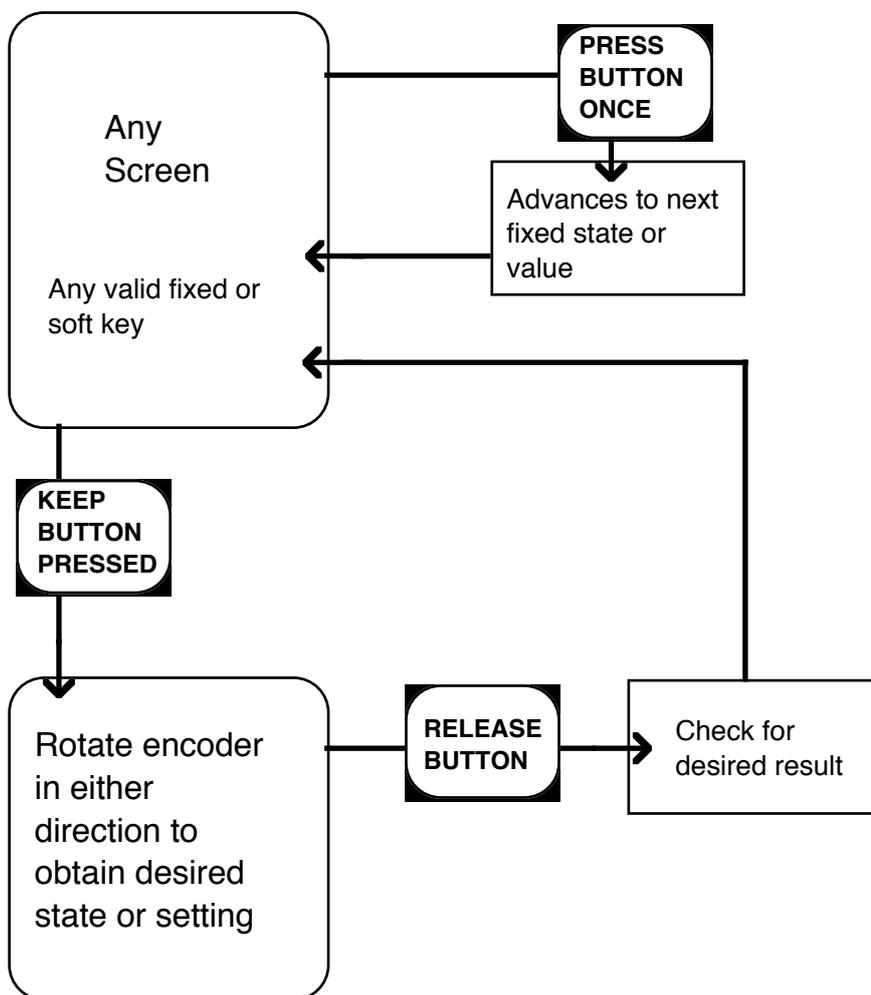 Any
Screen
Any valid fixed or
soft key
PRESS
BUTTON
ONCE
Advances to next
fixed state or
value
KEEP
BUTTON
PRESSED
Rotate encoder
in either
direction to
obtain desired
state or setting
RELEASE
BUTTON
Check for
desired result